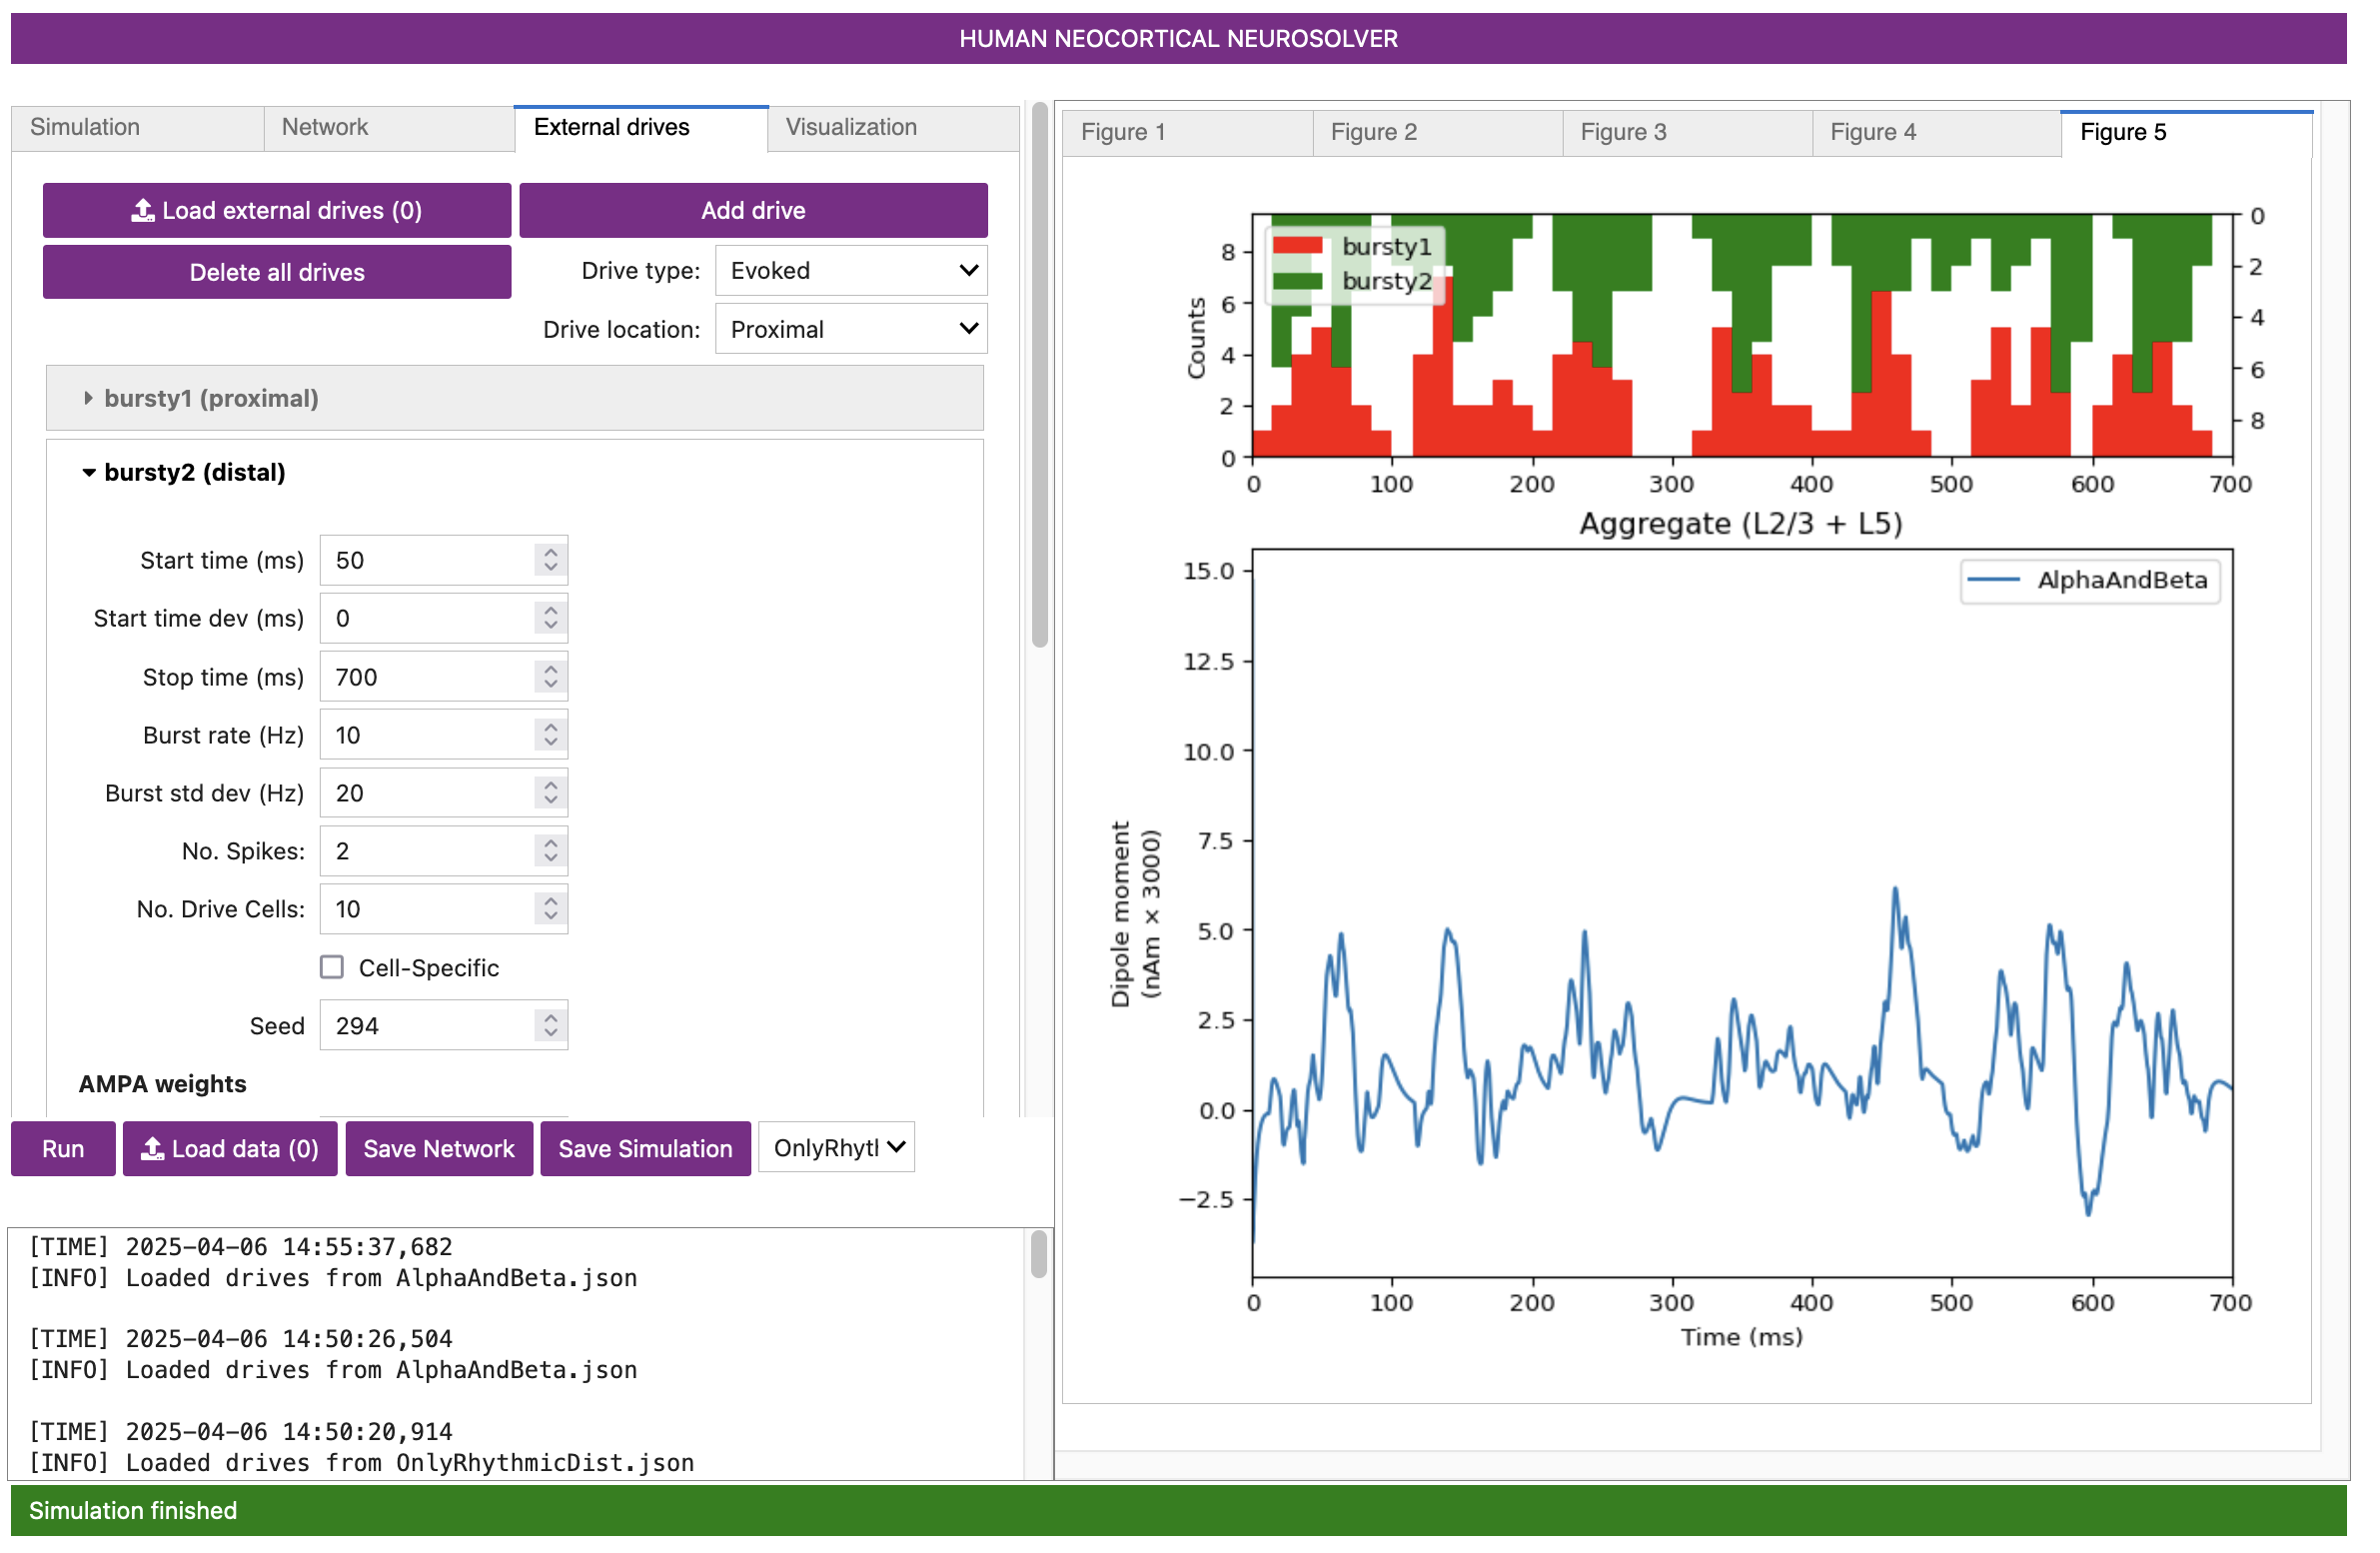 HUMAN NEOCORTICAL NEUROSOLVER
Simulation
Network
External drives
Visualization
Load external drives (0)
Add drive
Delete all drives
Drive type:
Evoked
Drive location:
Proximal
bursty1 (proximal)
bursty2 (distal)
Start time (ms)
50
Start time dev (ms)
0
Stop time (ms)
700
Burst rate (Hz)
10
Burst std dev (Hz)
20
No. Spikes:
2
No. Drive Cells:
10
Cell-Specific
Seed
294
AMPA weights
Run
Load data (0)
Save Network
Save Simulation
OnlyRhytl
[TIME] 2025-04-06 14:55:37,682
[INFO] Loaded drives from AlphaAndBeta.json
[TIME] 2025-04-06 14:50:26,504
[INFO] Loaded drives from AlphaAndBeta.json
[TIME] 2025-04-06 14:50:20,914
[INFO] Loaded drives from OnlyRhythmicDist.json
Figure 1
Figure 2
Figure 3
Figure 4
Figure 5
bursty1
bursty2
Counts
8
6
4
2
0
0
2
4
6
8
0 100 200 300 400 500 600 700
Aggregate (L2/3 + L5)
AlphaAndBeta
15.0
12.5
10.0
7.5
5.0
2.5
0.0
−2.5
Dipole moment
(nAm × 3000)
0 100 200 300 400 500 600 700
Time (ms)
Simulation finished